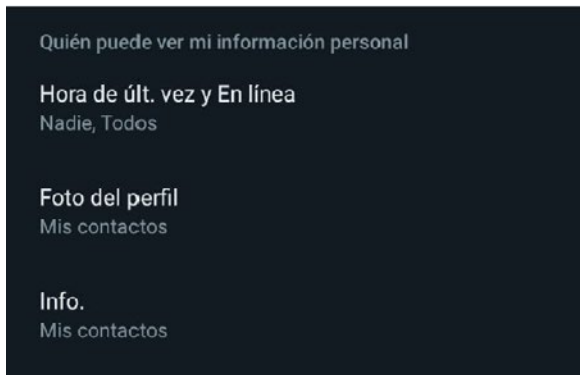 Quién puede ver mi información personal
Hora de últ. vez y En línea
Nadie, Todos
Foto del perfil
Mis contactos
Info.
Mis contactos